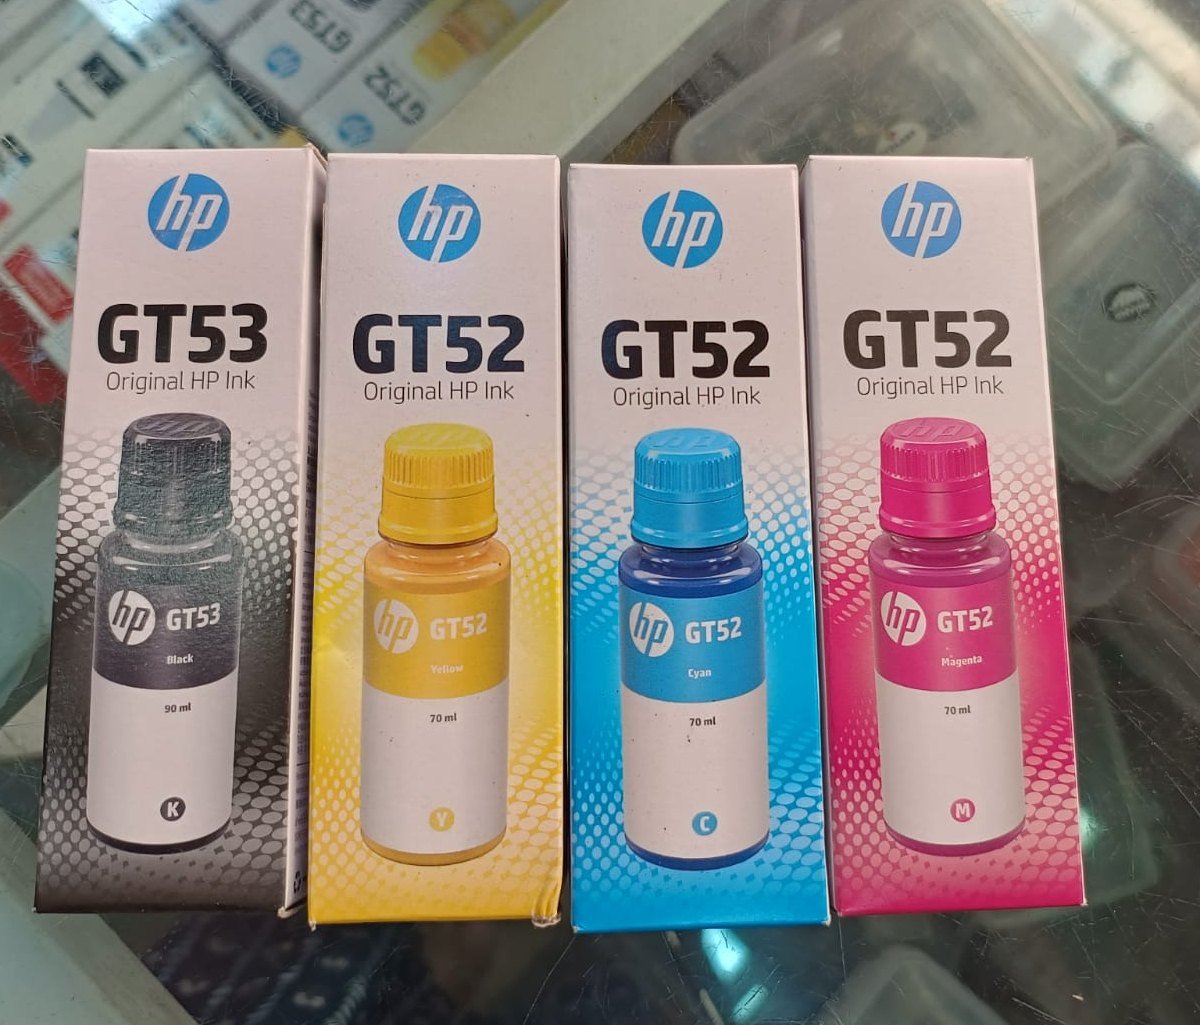 GT53
GT52
hp
GT53
Original HP Ink
hp
GT53
Black
90 ml
K
hp
GT52
Original HP Ink
hp
GT52
Yellow
70 ml
Y
hp
GT52
Original HP Ink
hp
GT52
Cyan
70 ml
C
hp
GT52
Original HP Ink
hp
GT52
Magenta
70 ml
M